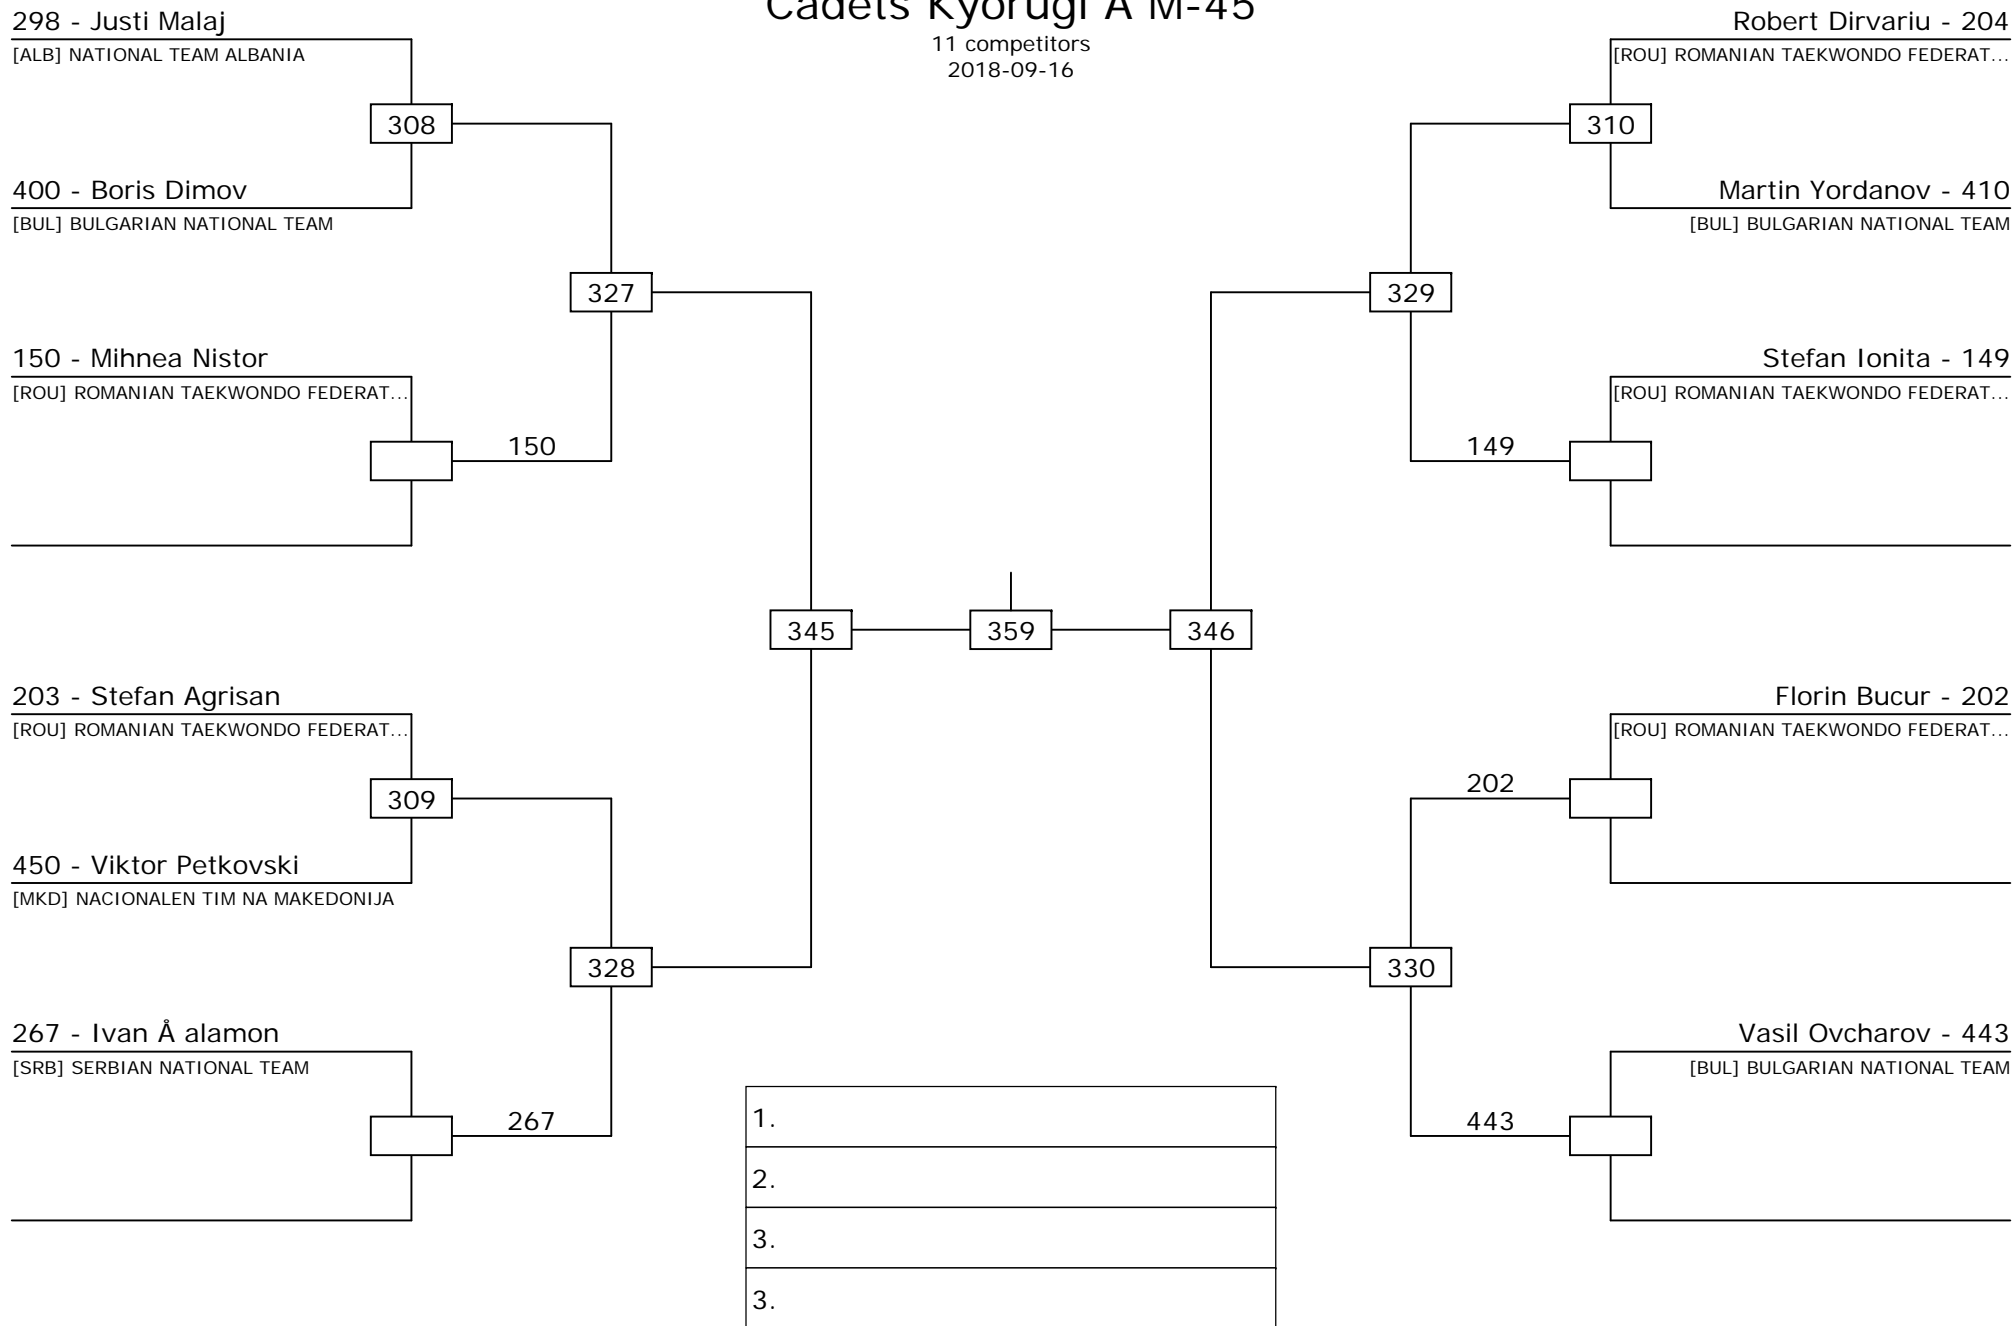 Cadets Kyorugi A M-45
11 competitors
2018-09-16
298 - Justi Malaj
[ALB] NATIONAL TEAM ALBANIA
308
400 - Boris Dimov
[BUL] BULGARIAN NATIONAL TEAM
327
150 - Mihnea Nistor
[ROU] ROMANIAN TAEKWONDO FEDERAT...
150
345
203 - Stefan Agrisan
[ROU] ROMANIAN TAEKWONDO FEDERAT...
309
450 - Viktor Petkovski
[MKD] NACIONALEN TIM NA MAKEDONIJA
328
267 - Ivan Å alamon
[SRB] SERBIAN NATIONAL TEAM
267
359
Robert Dirvariu - 204
[ROU] ROMANIAN TAEKWONDO FEDERAT...
310
Martin Yordanov - 410
[BUL] BULGARIAN NATIONAL TEAM
329
Stefan Ionita - 149
[ROU] ROMANIAN TAEKWONDO FEDERAT...
149
346
Florin Bucur - 202
[ROU] ROMANIAN TAEKWONDO FEDERAT...
202
330
Vasil Ovcharov - 443
[BUL] BULGARIAN NATIONAL TEAM
443
1.
2.
3.
3.